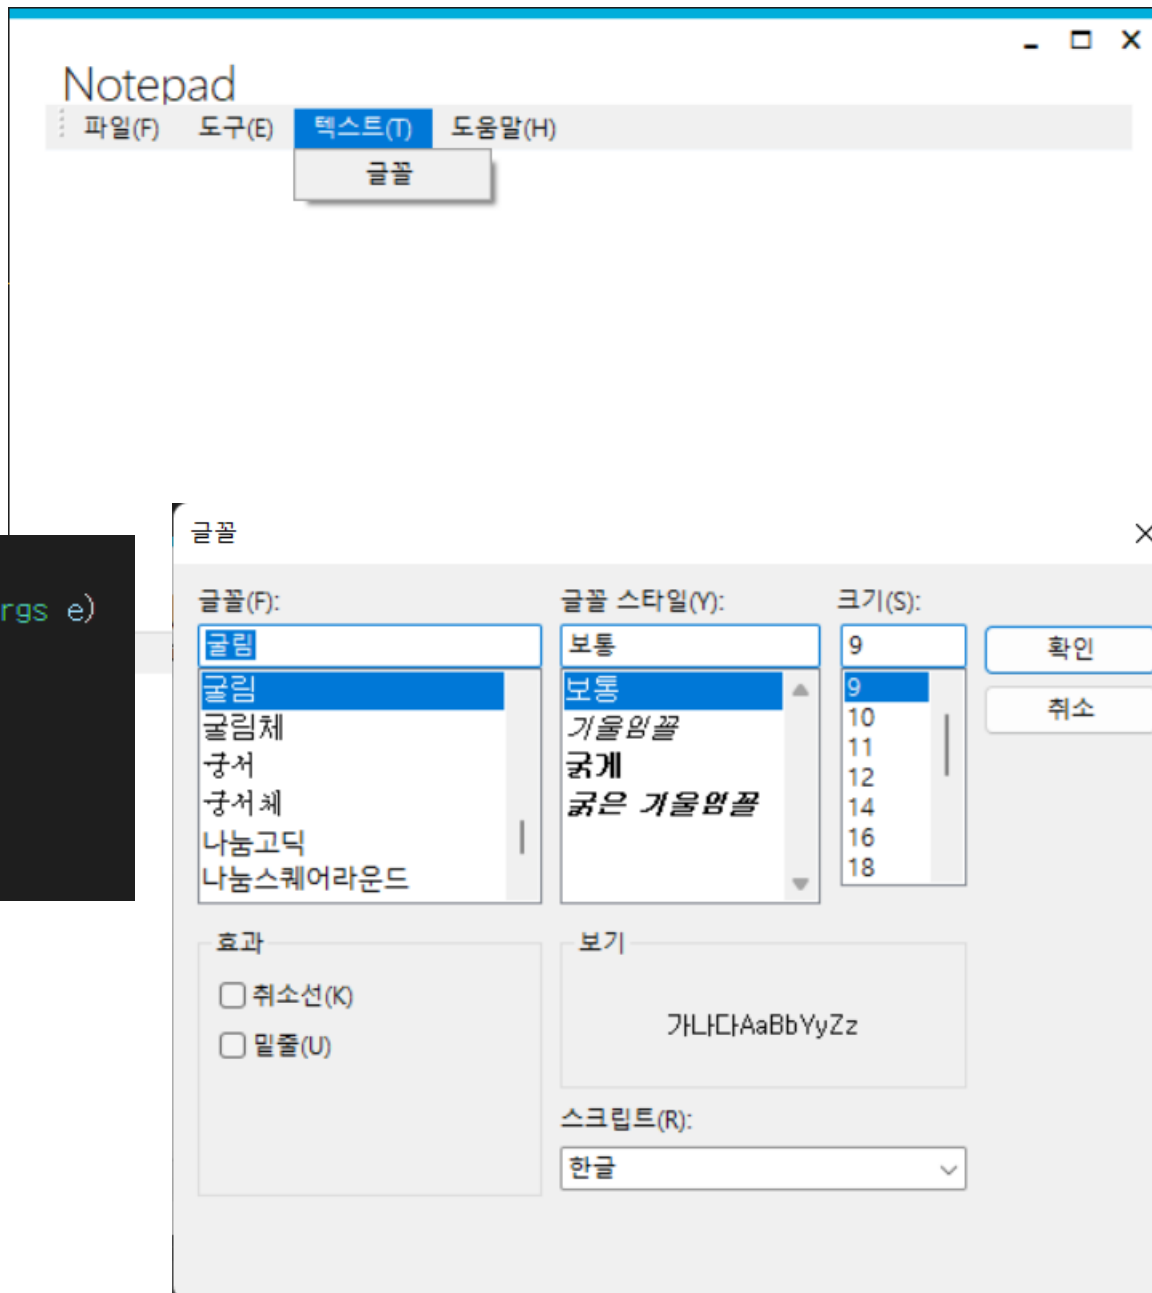 Notepad
파일(F) 도구(E) 텍스트(T) 도움말(H)
글꼴
rgs e)
글꼴
글꼴(F):
굴림
굴림
굴림체
궁서
궁서체
나눔고딕
나눔스퀘어라운드
글꼴 스타일(Y):
보통
보통
기울임꼴
굵게
굵은 기울임꼴
크기(S):
9
9
10
11
12
14
16
18
확인
취소
효과
취소선(K)
밑줄(U)
보기
가나다AaBbYyZz
스크립트(R):
한글